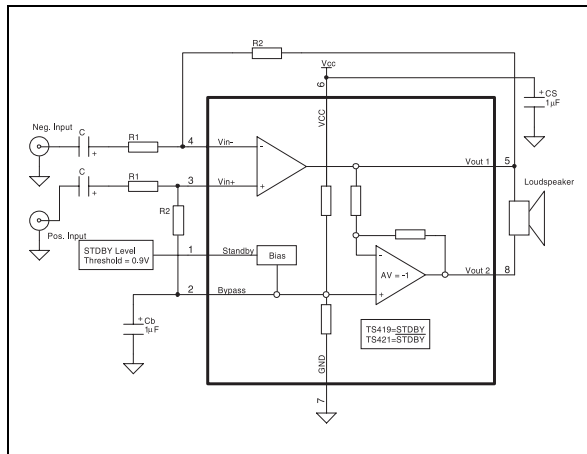 R2
Vcc
6
+ CS
1µF
VCC
Neg. Input
C
+
R1
4
Vin-
-
Vout 1
5
C
+
R1
3
Vin+
+
Loudspeaker
R2
Pos. Input
STDBY Level
Threshold = 0.9V
1
Standby
Bias
-
AV = -1
+
Vout 2
8
2
Bypass
+ Cb
1µF
TS419=STDBY
TS421=STDBY
GND
7